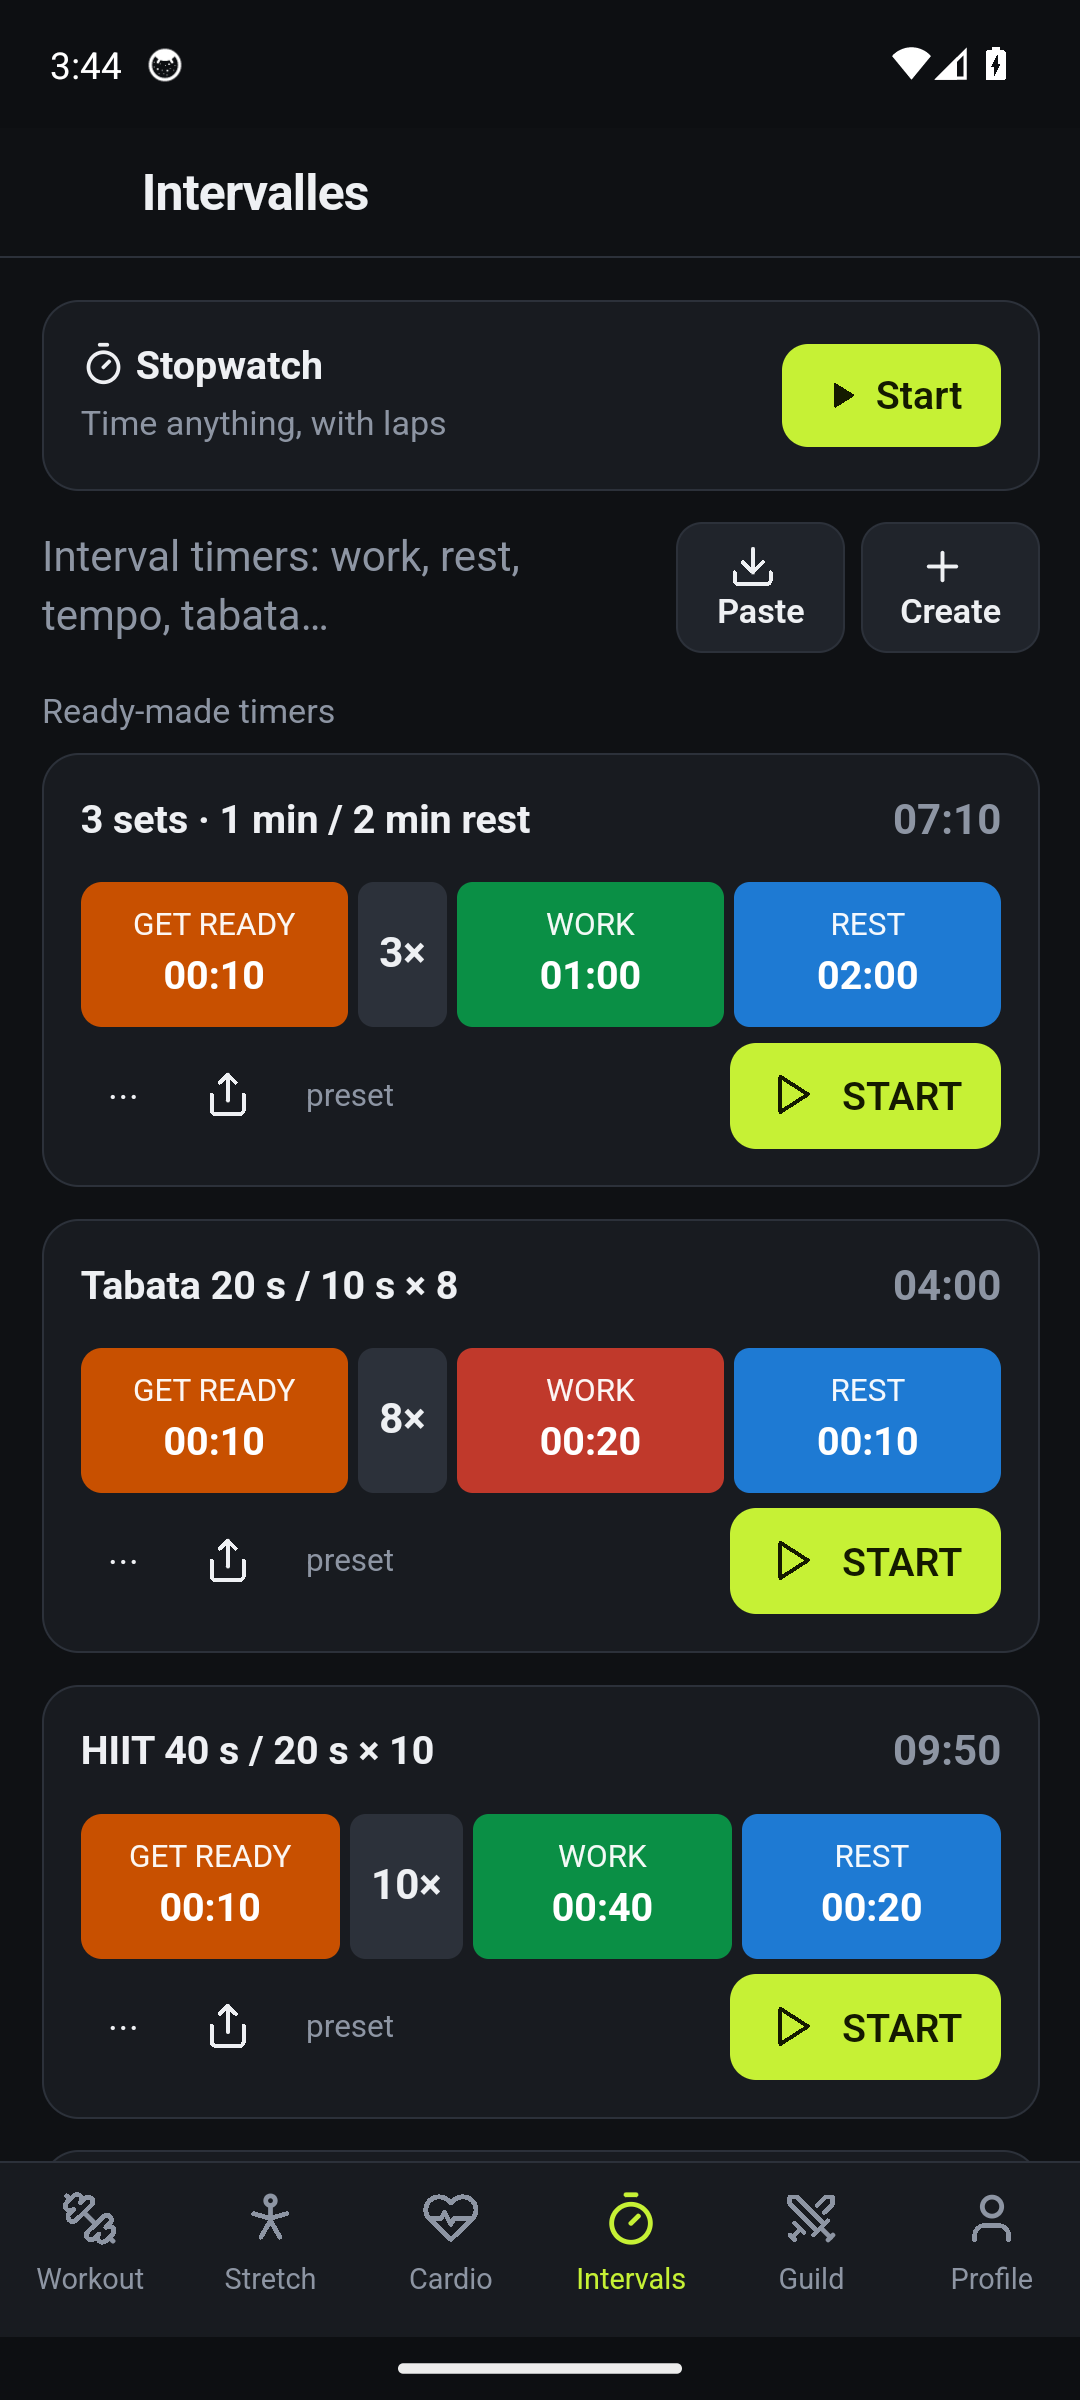 3:44
Intervalles
Stopwatch
Time anything, with laps
Start
Interval timers: work, rest,
tempo, tabata…
Paste
Create
Ready-made timers
3 sets · 1 min / 2 min rest
07:10
GET READY
00:10
3×
WORK
01:00
REST
02:00
...
preset
START
Tabata 20 s / 10 s × 8
04:00
GET READY
00:10
8×
WORK
00:20
REST
00:10
...
preset
START
HIIT 40 s / 20 s × 10
09:50
GET READY
00:10
10×
WORK
00:40
REST
00:20
...
preset
START
Workout
Stretch
Cardio
Intervals
Guild
Profile